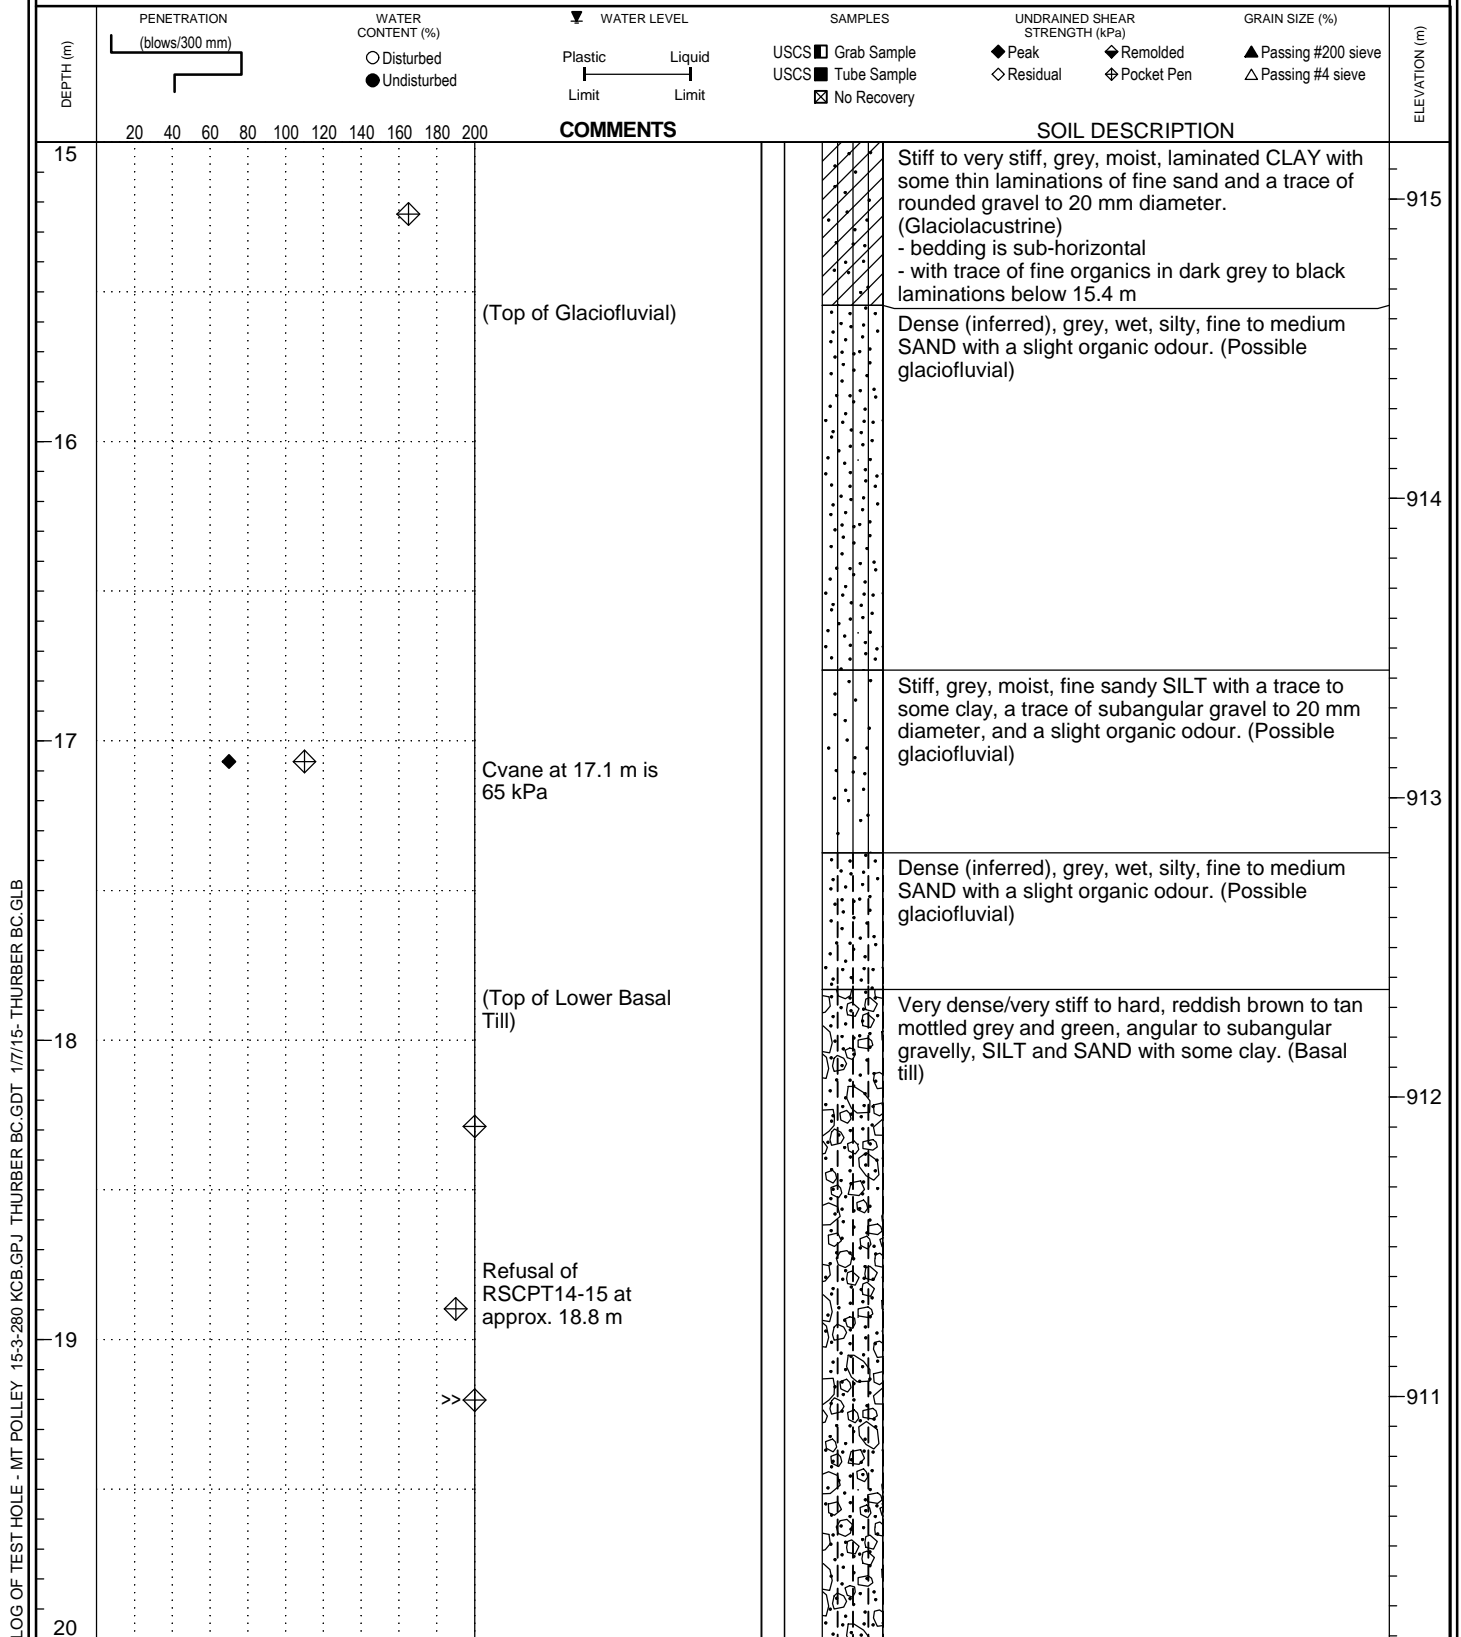 PENETRATION
(blows/300 mm)
WATER
CONTENT (%)
Disturbed
Undisturbed
WATER LEVEL
Plastic Liquid
Limit Limit
SAMPLES
USCS Grab Sample
USCS Tube Sample
No Recovery
UNDRAINED SHEAR
STRENGTH (kPa)
Peak Remolded
Residual Pocket Pen
GRAIN SIZE (%)
Passing #200 sieve
Passing #4 sieve
DEPTH (m)
ELEVATION (m)
20 40 60 80 100 120 140 160 180 200
COMMENTS
SOIL DESCRIPTION
15
Stiff to very stiff, grey, moist, laminated CLAY with
some thin laminations of fine sand and a trace of
rounded gravel to 20 mm diameter.
(Glaciolacustrine)
- bedding is sub-horizontal
- with trace of fine organics in dark grey to black
laminations below 15.4 m
915
(Top of Glaciofluvial)
Dense (inferred), grey, wet, silty, fine to medium
SAND with a slight organic odour. (Possible
glaciofluvial)
16
914
Stiff, grey, moist, fine sandy SILT with a trace to
some clay, a trace of subangular gravel to 20 mm
diameter, and a slight organic odour. (Possible
glaciofluvial)
17
Cvane at 17.1 m is
65 kPa
913
Dense (inferred), grey, wet, silty, fine to medium
SAND with a slight organic odour. (Possible
glaciofluvial)
(Top of Lower Basal
Till)
Very dense/very stiff to hard, reddish brown to tan
mottled grey and green, angular to subangular
gravelly, SILT and SAND with some clay. (Basal
till)
18
912
Refusal of
RSCPT14-15 at
approx. 18.8 m
19
>>
911
20
LOG OF TEST HOLE - MT POLLEY 15-3-280 KCB.GPJ THURBER BC.GDT 1/7/15- THURBER BC.GLB